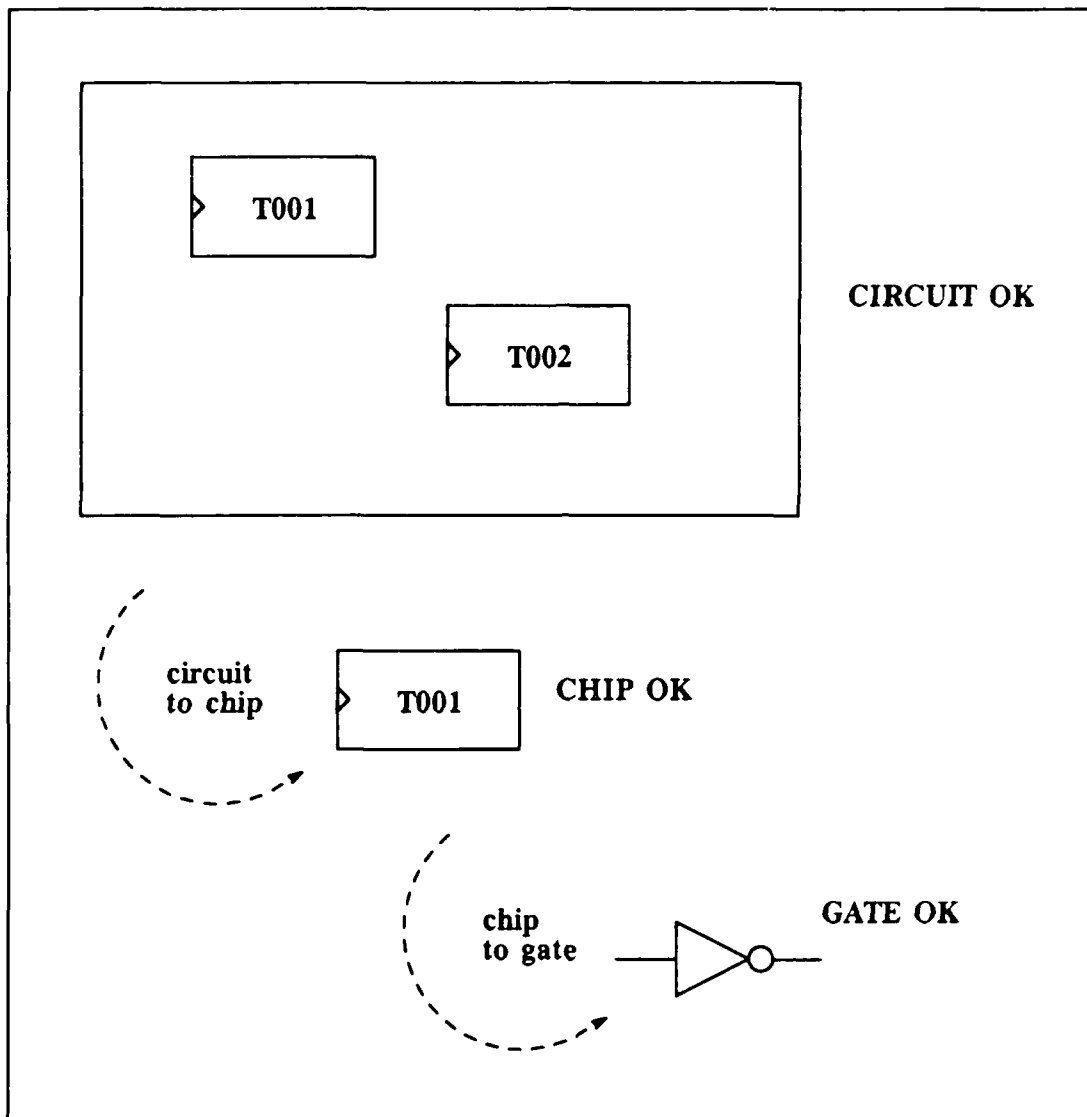 T001
T002
CIRCUIT OK
circuit
to chip
T001
CHIP OK
chip
to gate
GATE OK